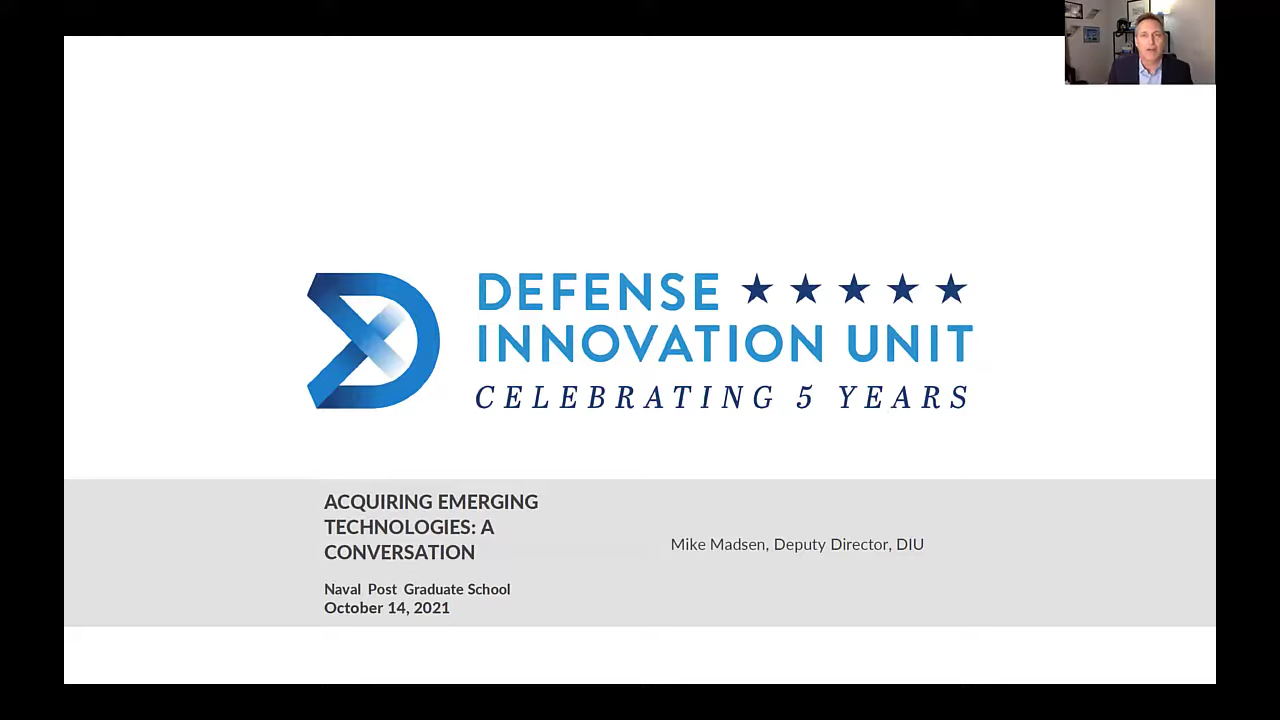 DEFENSE ★★★★★
INNOVATION UNIT
CELEBRATING 5 YEARS
ACQUIRING EMERGING
TECHNOLOGIES: A
CONVERSATION
Naval Post Graduate School
October 14, 2021
Mike Madsen, Deputy Director, DIU